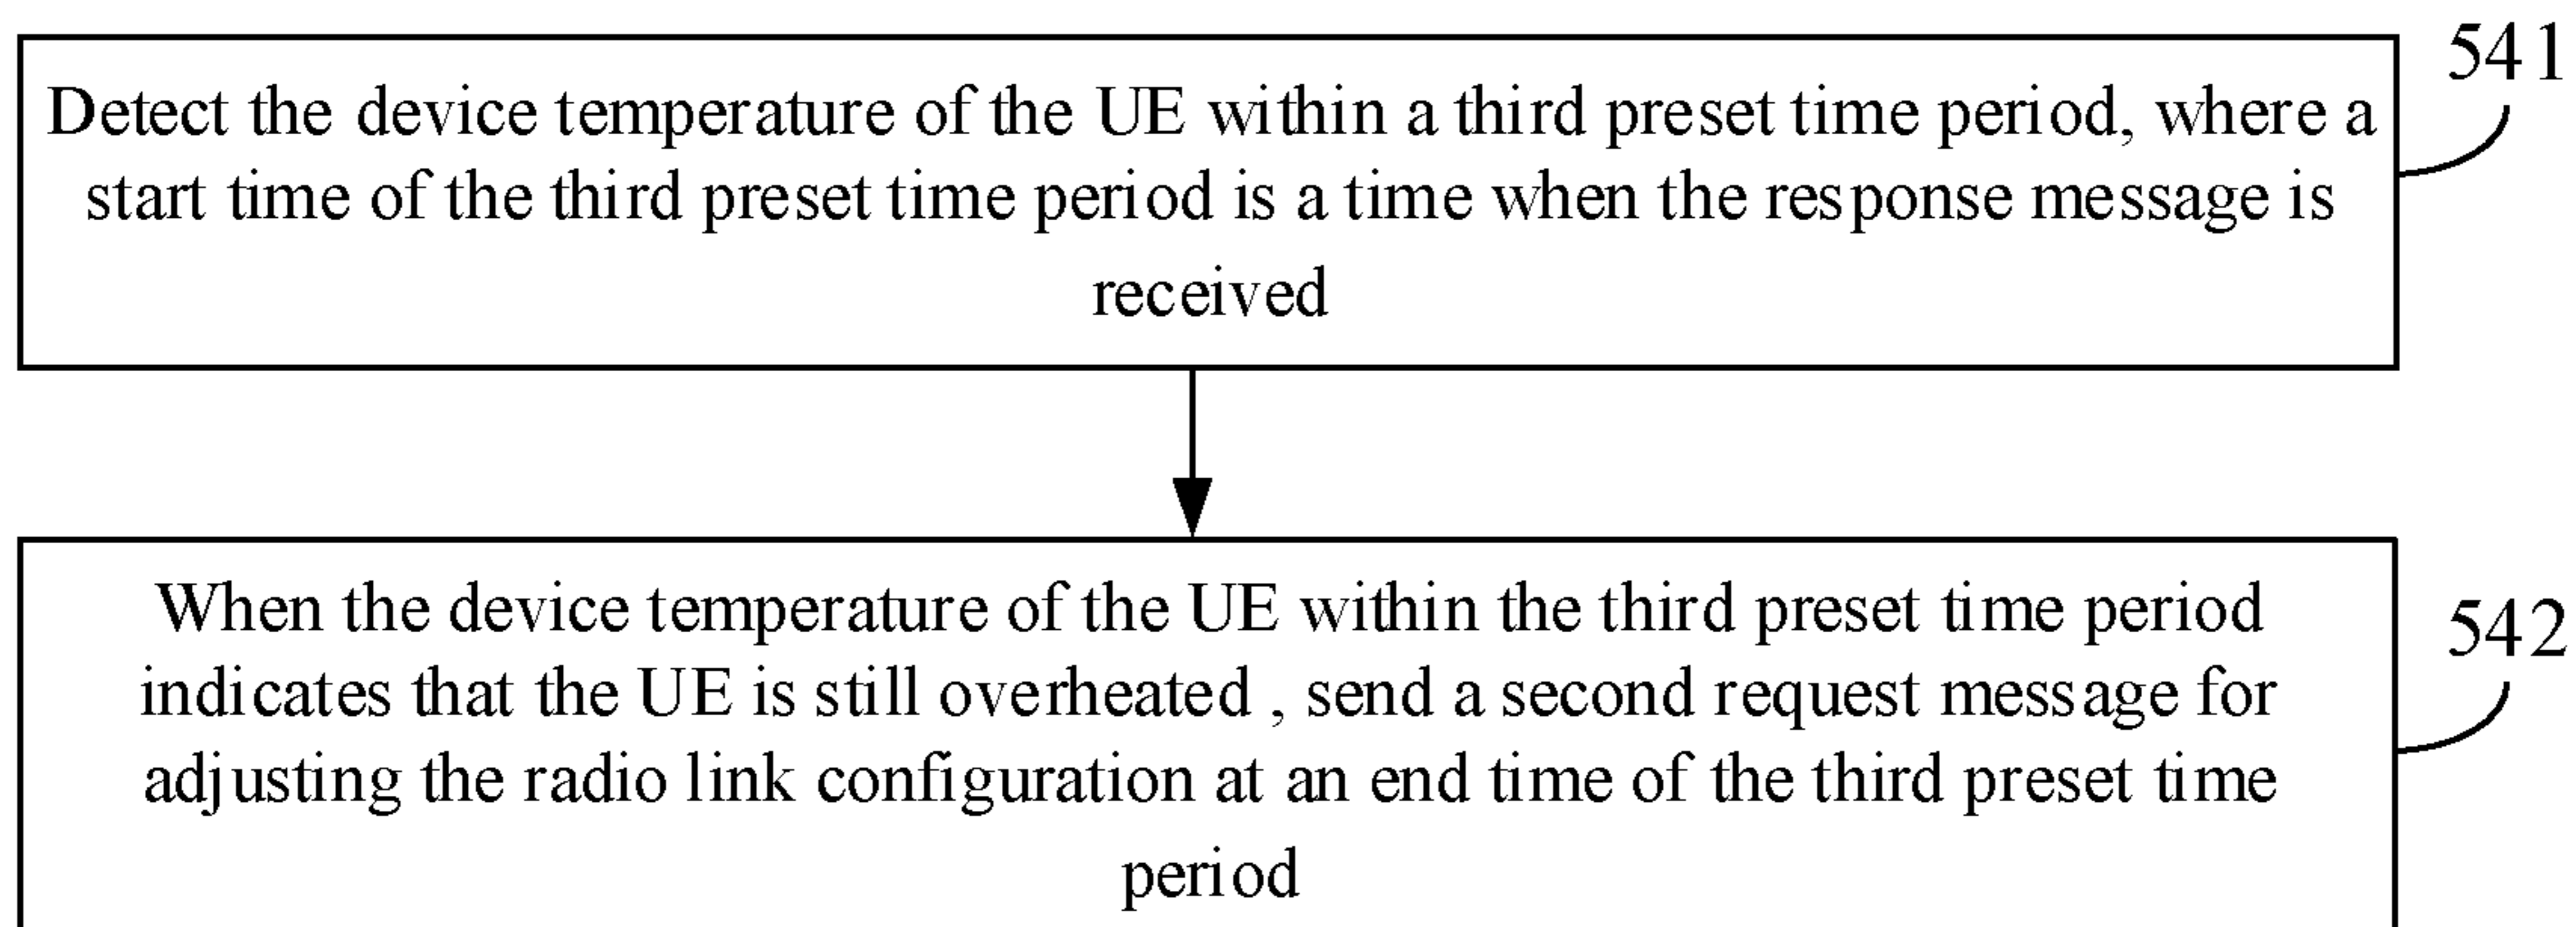 541
Detect the device temperature of the UE within a third preset time period, where a
start time of the third preset time period is a time when the response message is
received
When the device temperature of the UE within the third preset time period
542
indicates that the UE is still overheated , send a second request message for
adjusting the radio link configuration at an end time of the third preset time
period